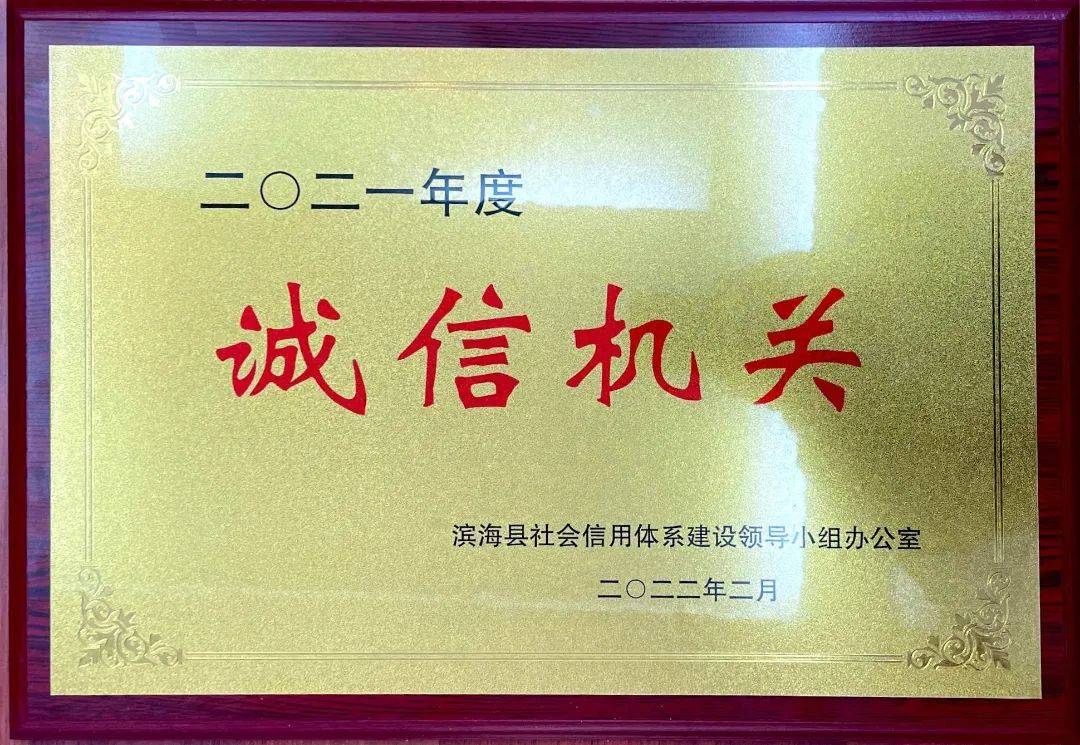 二〇二一年度
诚信机关
滨海县社会信用体系建设领导小组办公室
二〇二二年二月